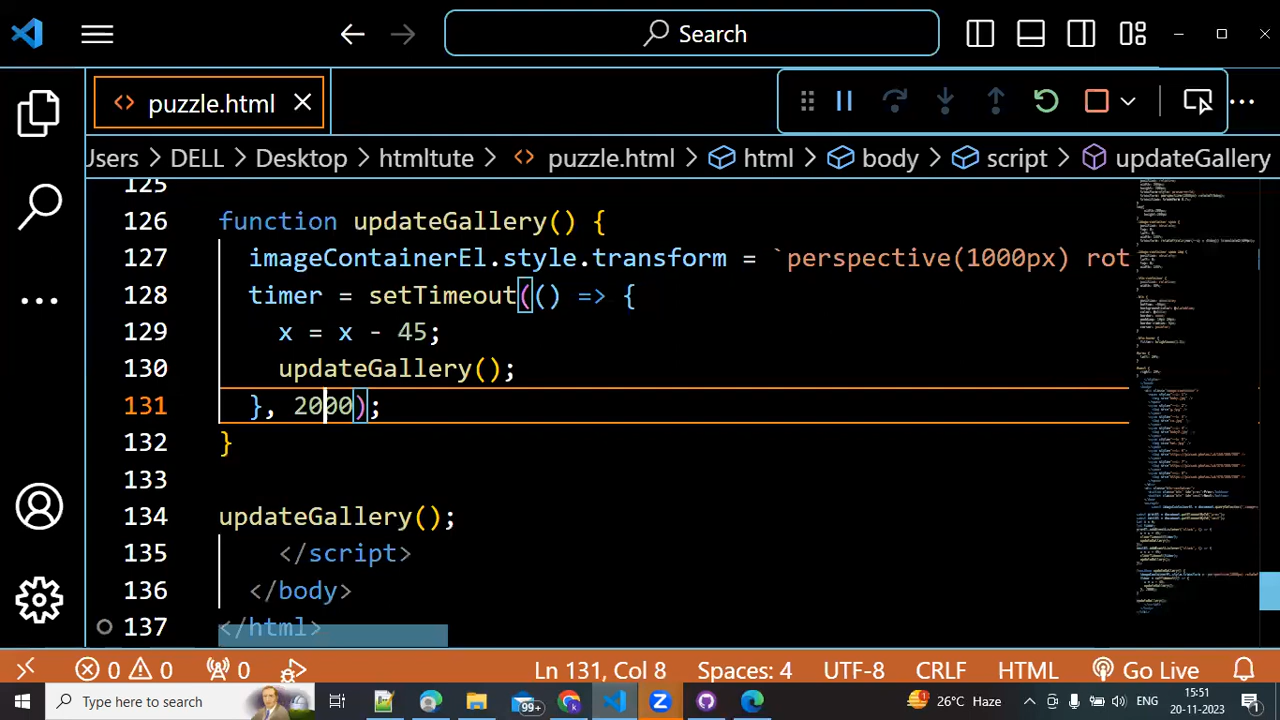 Search
puzzle.html
Users > DELL > Desktop > htmltute > puzzle.html > html > body > script > updateGallery
125
126 function updateGallery() {
127 imageContainerEl.style.transform = `perspective(1000px) rot
128 timer = setTimeout(() => {
129 x = x - 45;
130 updateGallery();
131 }, 2000);
132 }
133
134 updateGallery();
135 </script>
136 </body>
137 </html>
0 0 0
Ln 131, Col 8 Spaces: 4 UTF-8 CRLF HTML Go Live
Type here to search
99+
26°C Haze
ENG
15:51
20-11-2023
1